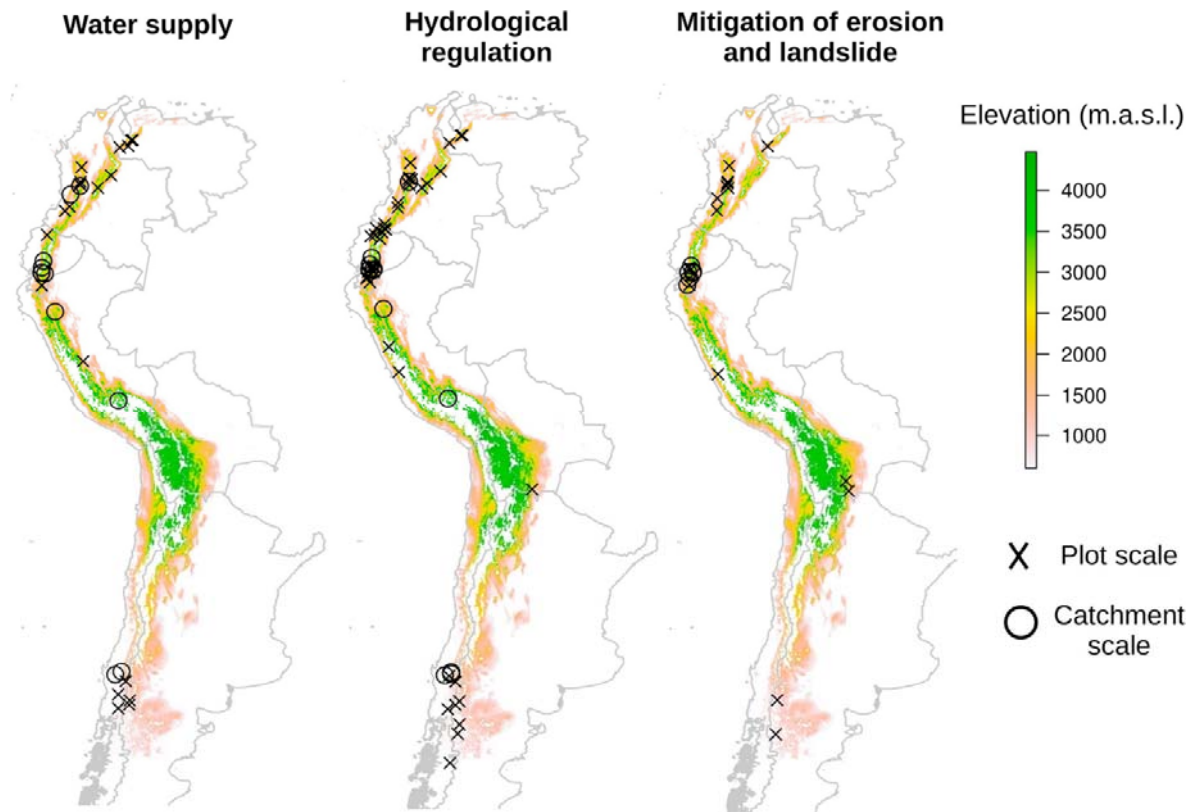 Water supply
Hydrological
regulation
Mitigation of erosion
and landslide
Elevation (m.a.s.l.)
4000
3500
3000
2500
2000
1500
1000
Plot scale
Catchment
scale